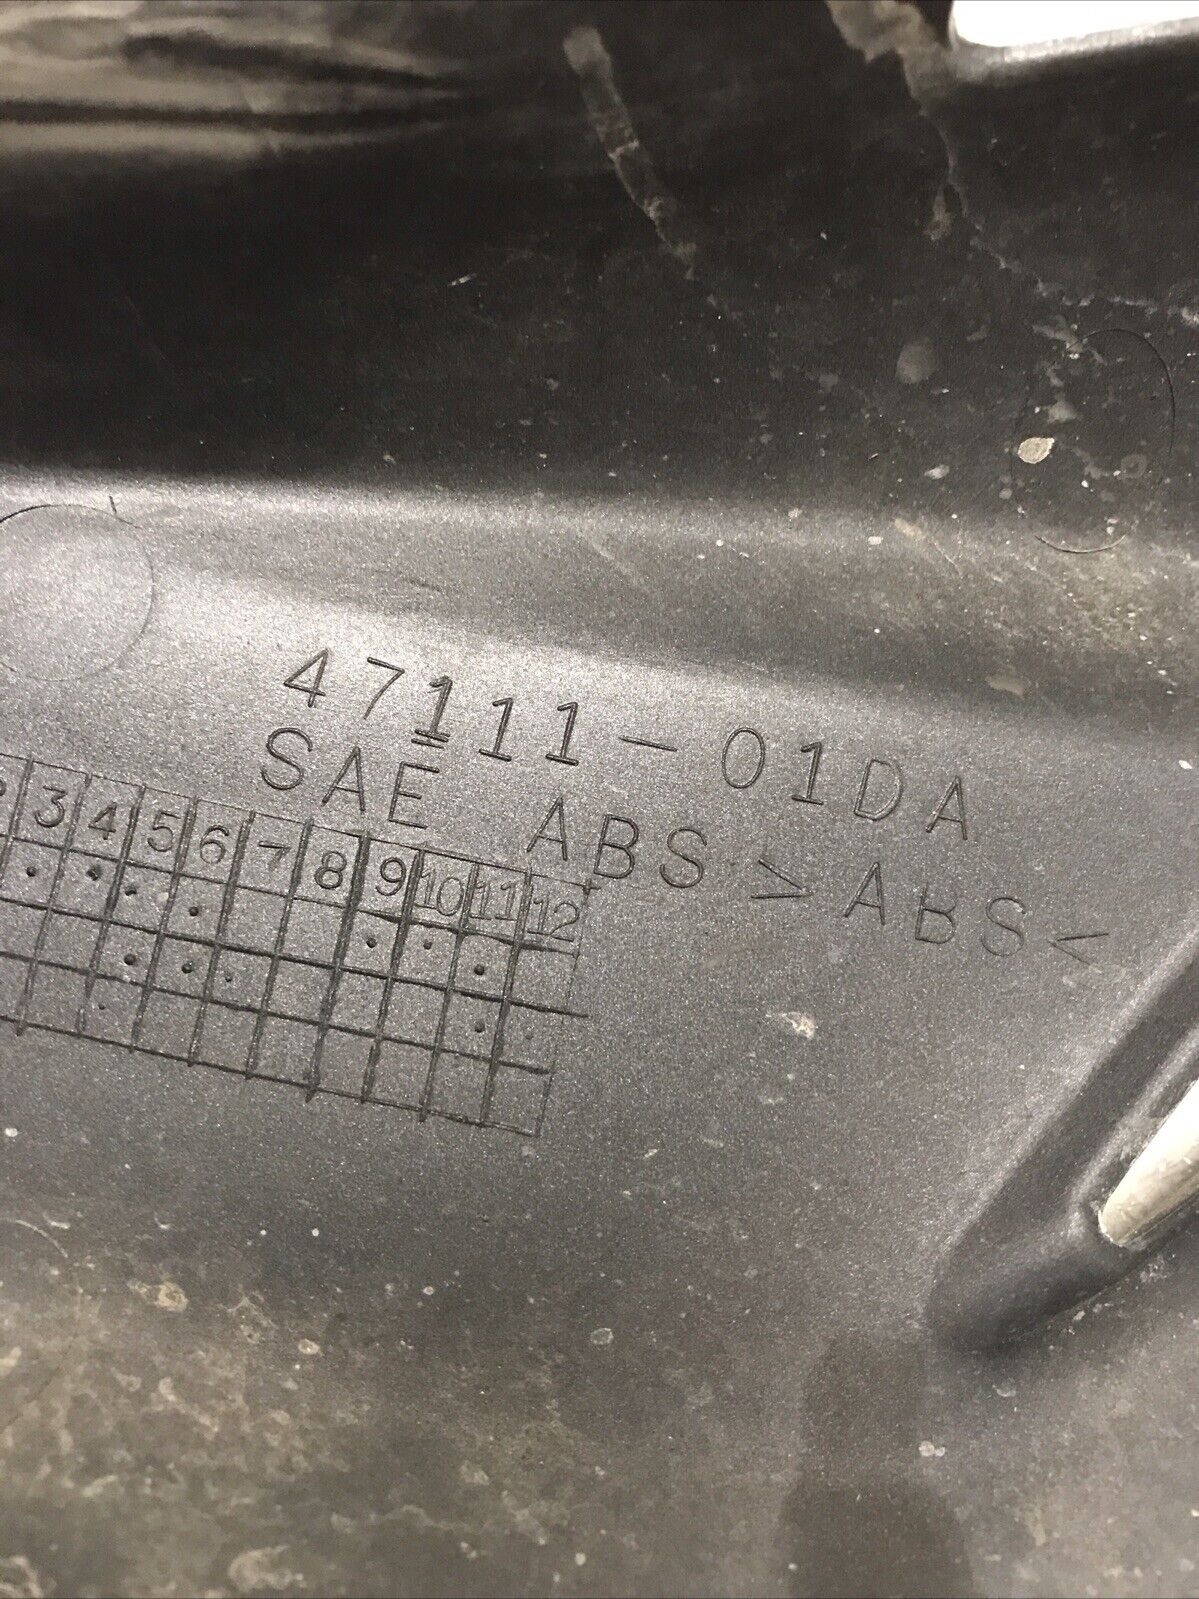 47111-01DA
SAE ABS >ABS<
3 4 5 6 7 8 9 10 11 12